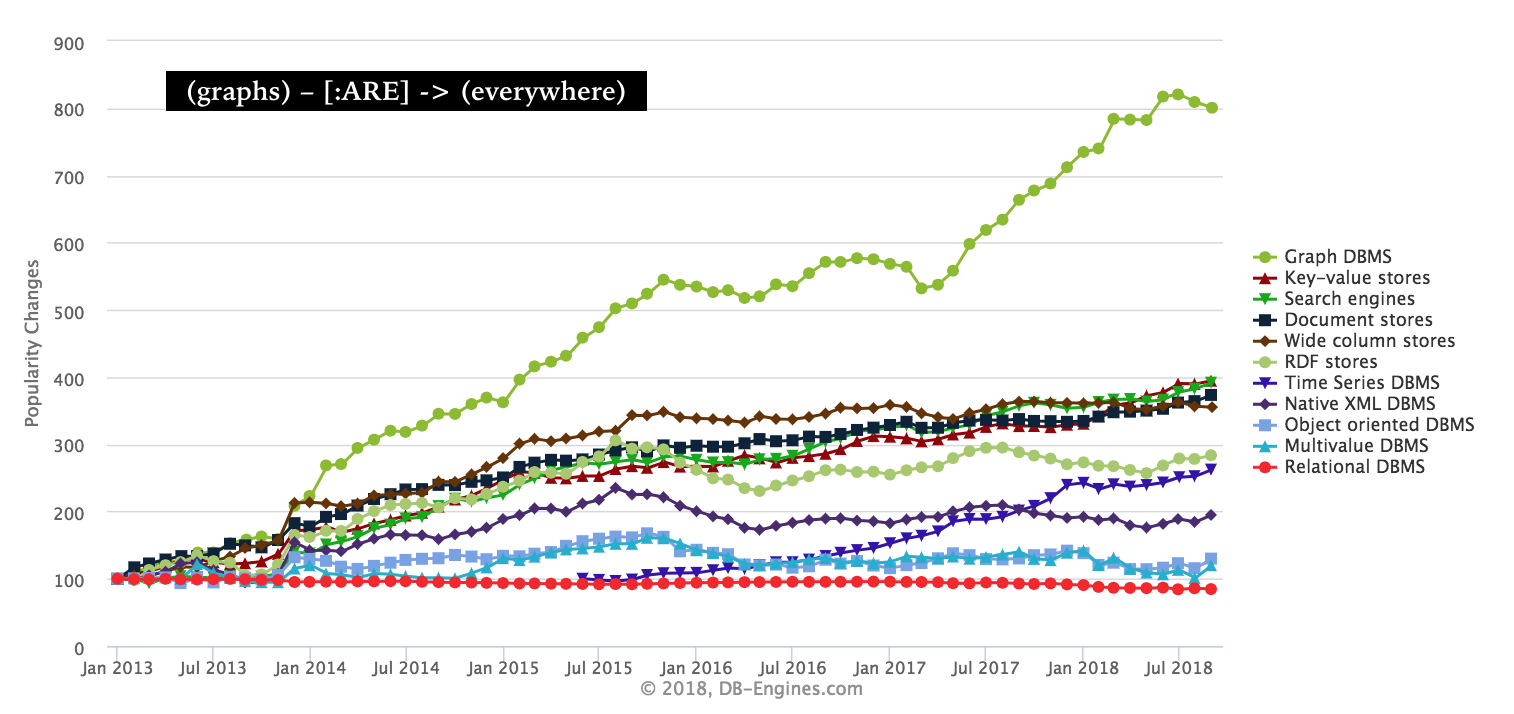 900
(graphs) – [:ARE] -> (everywhere)
800
700
600
500
400
300
200
100
0
Popularity Changes
Jan 2013 Jul 2013 Jan 2014 Jul 2014 Jan 2015 Jul 2015 Jan 2016 Jul 2016 Jan 2017 Jul 2017 Jan 2018 Jul 2018
© 2018, DB-Engines.com
Graph DBMS
Key-value stores
Search engines
Document stores
Wide column stores
RDF stores
Time Series DBMS
Native XML DBMS
Object oriented DBMS
Multivalue DBMS
Relational DBMS